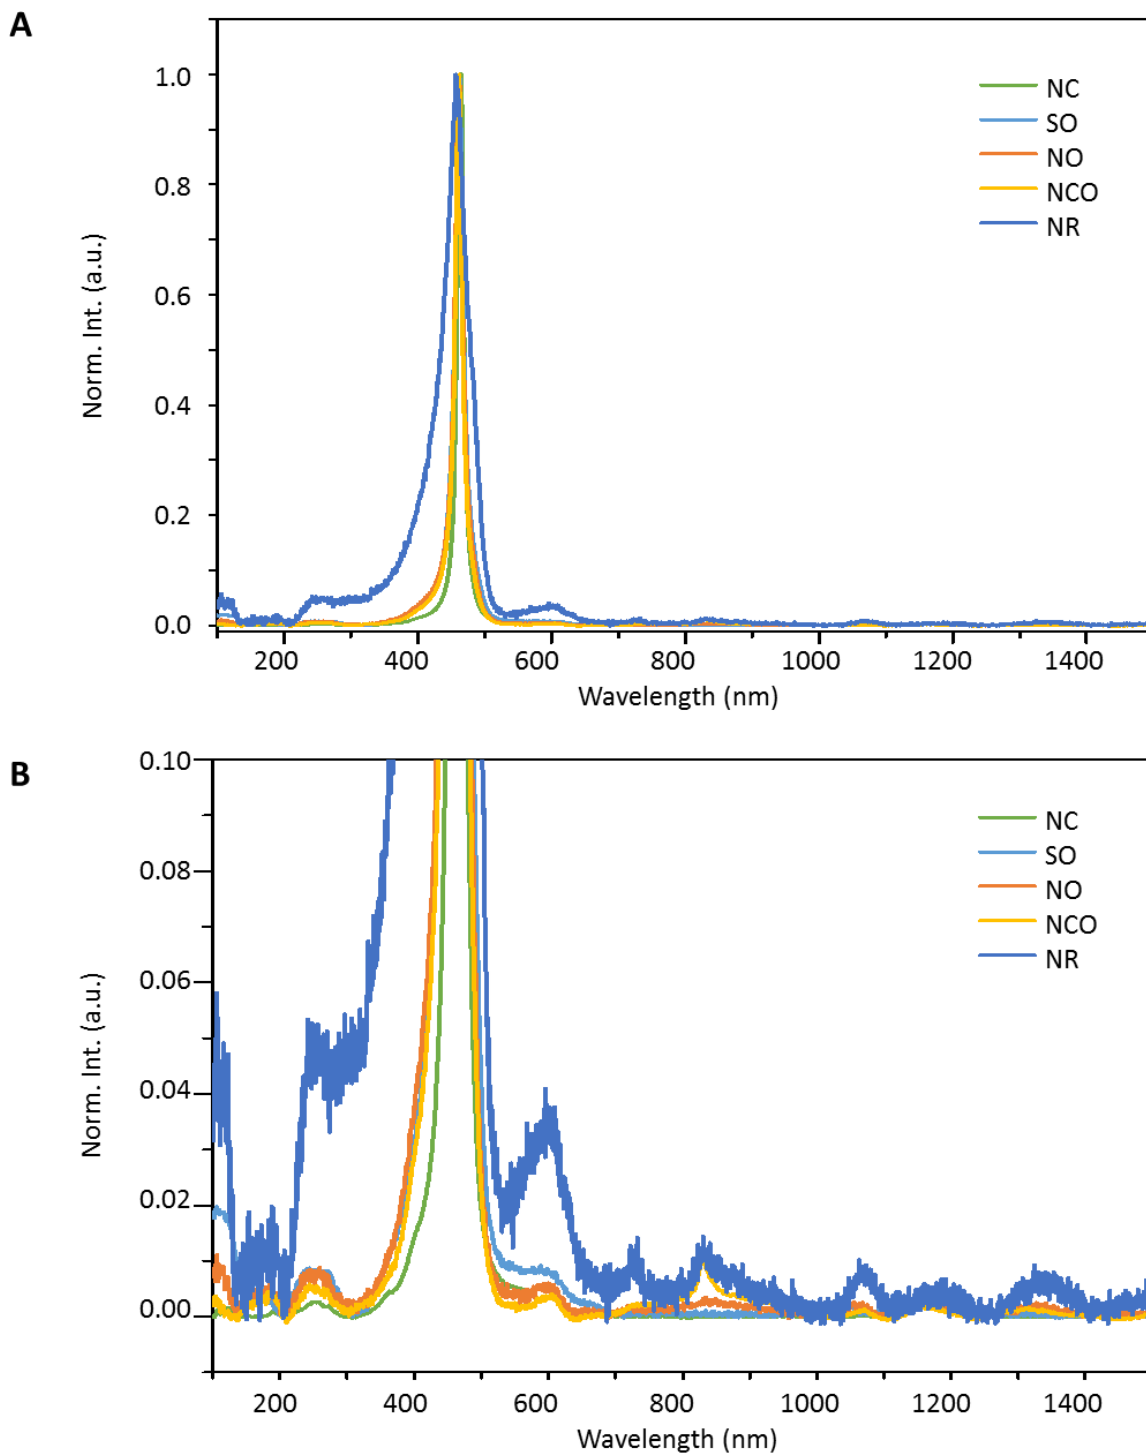 A
Norm. Int. (a.u.)
1.0
0.8
0.6
0.4
0.2
0.0
NC
SO
NO
NCO
NR
200 400 600 800 1000 1200 1400
Wavelength (nm)
B
Norm. Int. (a.u.)
0.10
0.08
0.06
0.04
0.02
0.00
NC
SO
NO
NCO
NR
200 400 600 800 1000 1200 1400
Wavelength (nm)